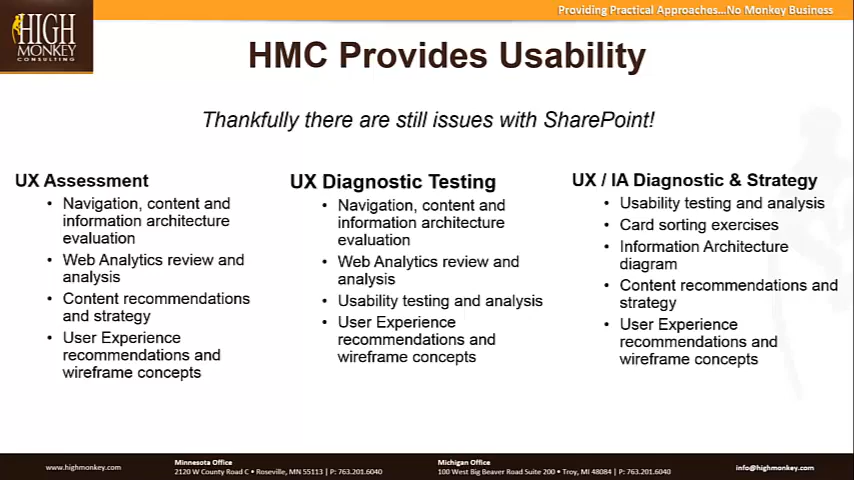 Providing Practical Approaches...No Monkey Business
HIGH
MONKEY
CONSULTING
HMC Provides Usability
Thankfully there are still issues with SharePoint!
UX Assessment
• Navigation, content and
information architecture
evaluation
• Web Analytics review and
analysis
• Content recommendations
and strategy
• User Experience
recommendations and
wireframe concepts
UX Diagnostic Testing
• Navigation, content and
information architecture
evaluation
• Web Analytics review and
analysis
• Usability testing and analysis
• User Experience
recommendations and
wireframe concepts
UX / IA Diagnostic & Strategy
• Usability testing and analysis
• Card sorting exercises
• Information Architecture
diagram
• Content recommendations and
strategy
• User Experience
recommendations and
wireframe concepts
www.highmonkey.com
Minnesota Office
2120 W County Road C • Roseville, MN 55113 | P: 763.201.6040
Michigan Office
100 West Big Beaver Road Suite 200 • Troy, MI 48084 | P: 763.201.6040
info@highmonkey.com